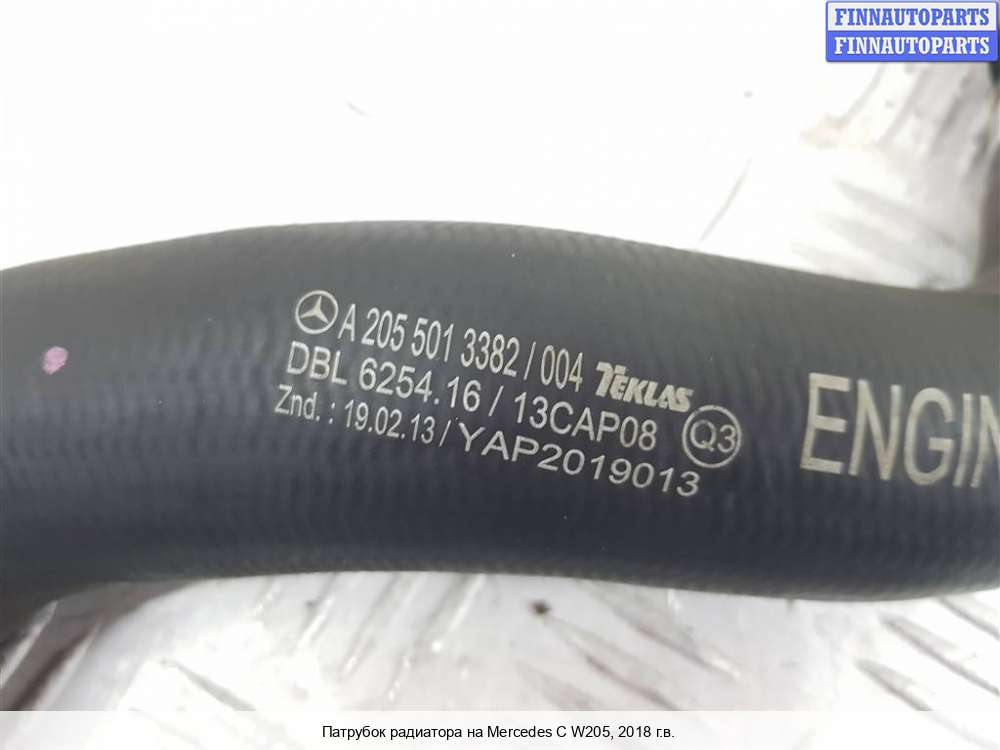 FINNAUTOPARTS
FINNAUTOPARTS
A 205 501 3382 / 004 TEKLAS
DBL 6254.16 / 13CAP08 Q3
Znd. : 19.02.13 / YAP2019013
ENGIN
Патрубок радиатора на Mercedes C W205, 2018 г.в.